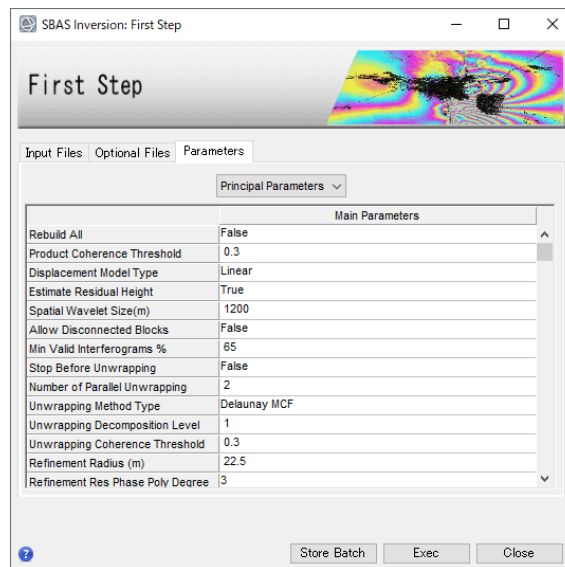 SBAS Inversion: First Step
First Step
Input Files Optional Files Parameters
Principal Parameters
Main Parameters
Rebuild All False
Product Coherence Threshold 0.3
Displacement Model Type Linear
Estimate Residual Height True
Spatial Wavelet Size(m) 1200
Allow Disconnected Blocks False
Min Valid Interferograms % 65
Stop Before Unwrapping False
Number of Parallel Unwrapping 2
Unwrapping Method Type Delaunay MCF
Unwrapping Decomposition Level 1
Unwrapping Coherence Threshold 0.3
Refinement Radius (m) 22.5
Refinement Res Phase Poly Degree 3
? Store Batch Exec Close